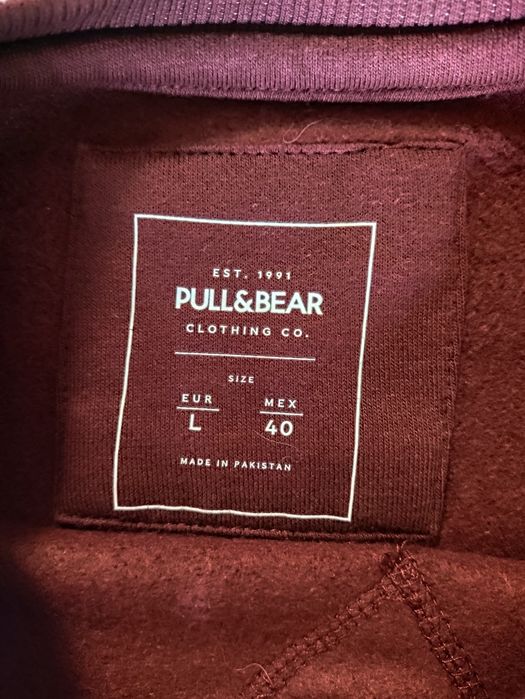 EST. 1991
PULL&BEAR
CLOTHING CO.
SIZE
EUR MEX
L 40
MADE IN PAKISTAN